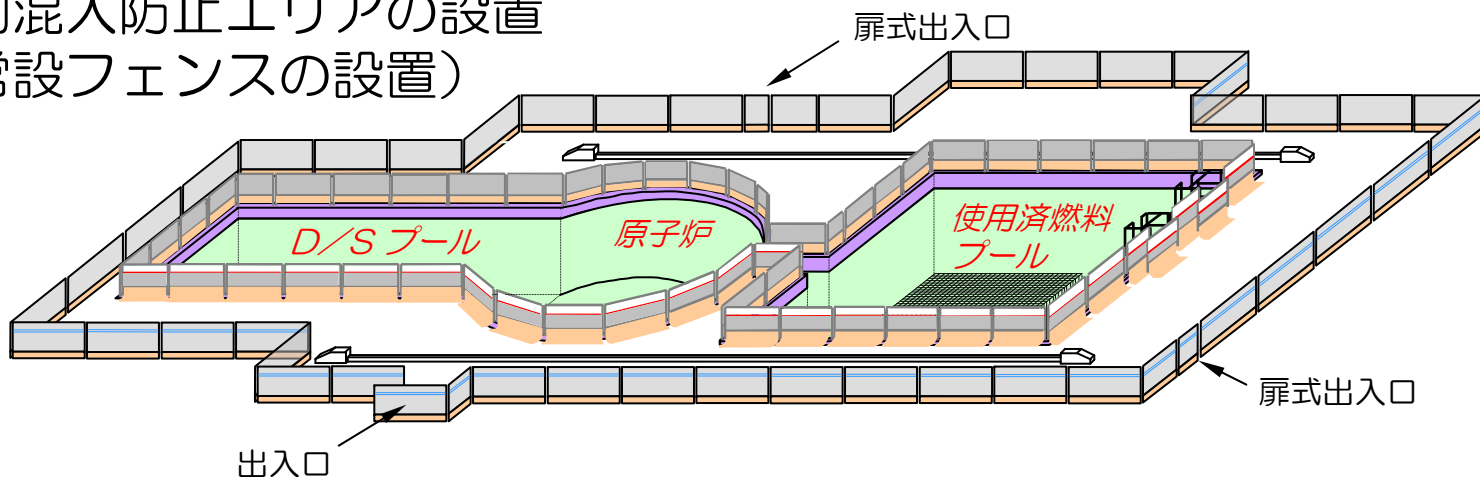 混入防止エリアの設置
設フェンスの設置）
扉式出入口
D／Sプール
原子炉
使用済燃料
プール
扉式出入口
出入口